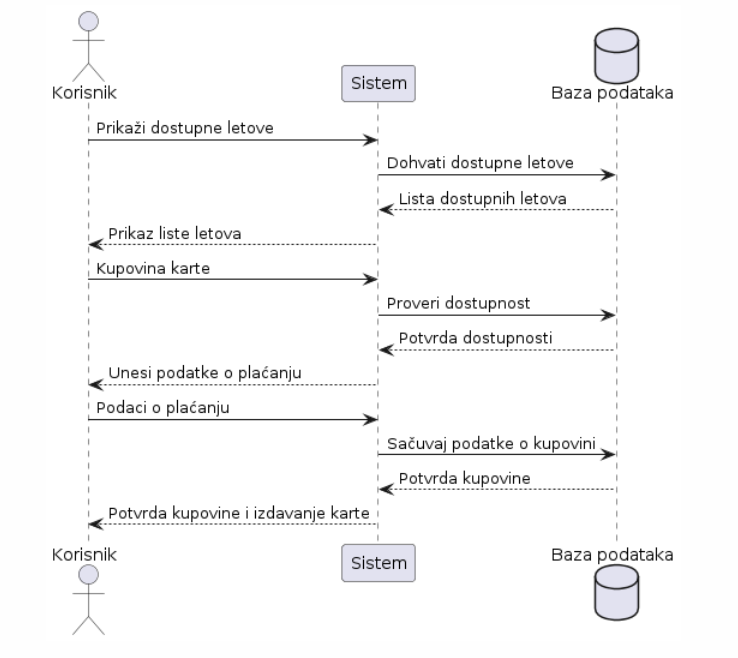 Korisnik
Sistem
Baza podataka
Prikaži dostupne letove
Dohvati dostupne letove
Lista dostupnih letova
Prikaz liste letova
Kupovina karte
Proveri dostupnost
Potvrda dostupnosti
Unesi podatke o plaćanju
Podaci o plaćanju
Sačuvaj podatke o kupovini
Potvrda kupovine
Potvrda kupovine i izdavanje karte
Korisnik
Sistem
Baza podataka